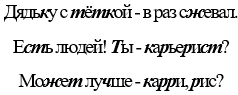 Дядьку с тёткой - в раз сжевал.
Есть людей! Ты - карьерист?
Может лучше - карри, рис?